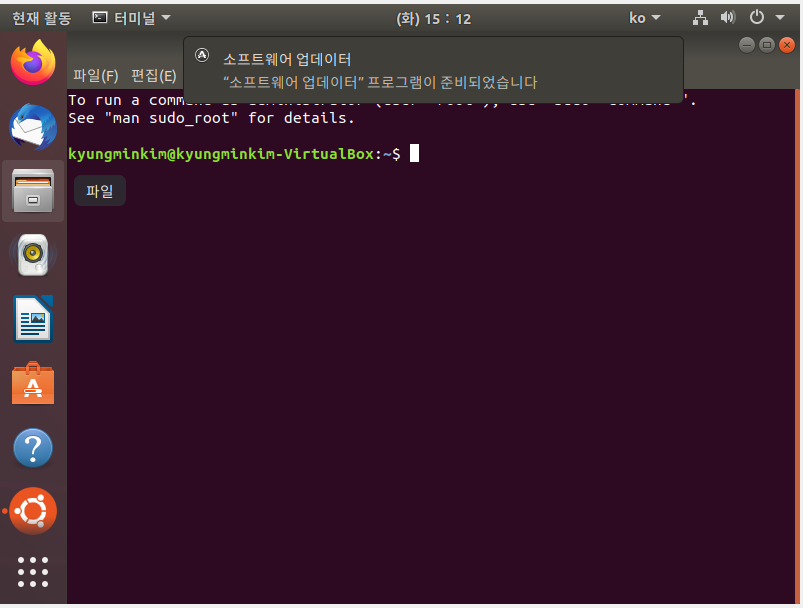 현재 활동 터미널 (화) 15 : 12 ko
소프트웨어 업데이터
파일(F) 편집(E) “소프트웨어 업데이터” 프로그램이 준비되었습니다
To run a command
See "man sudo_root" for details.
kyungminkim@kyungminkim-VirtualBox:~$
파일